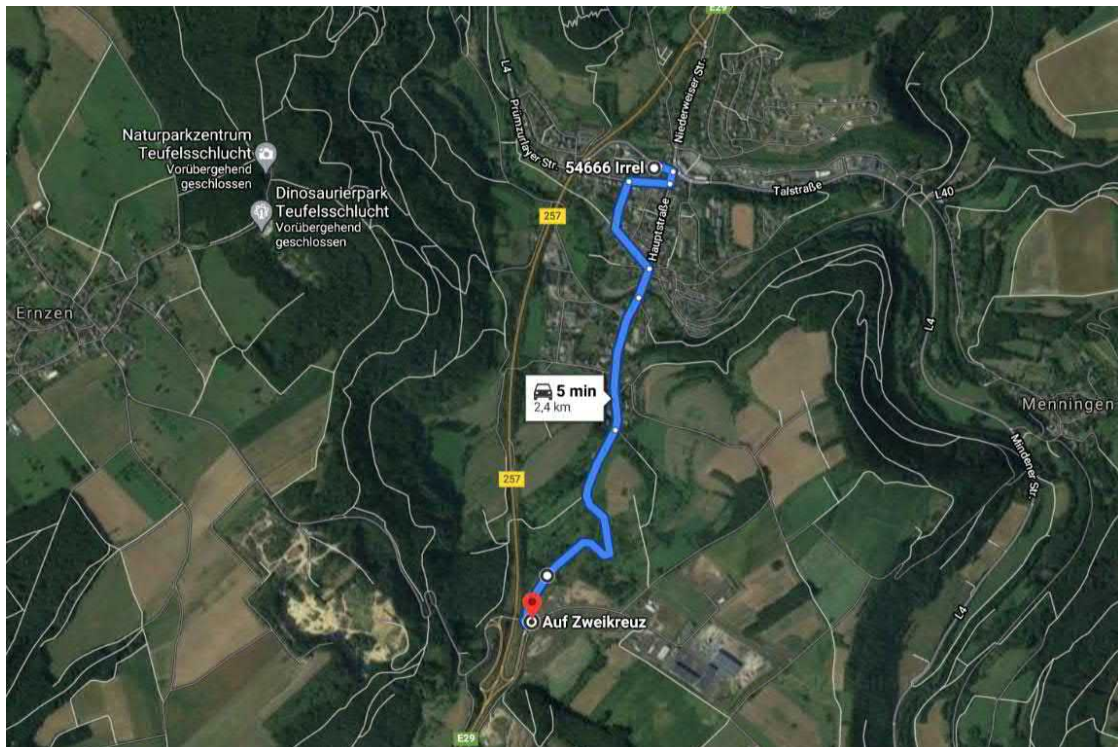 E29
L4
Niederweiser Str.
Prümzurlayer Str.
Naturparkzentrum
Teufelsschlucht
Vorübergehend
geschlossen
54666 Irrel
Talstraße
L40
Dinosaurierpark
Teufelsschlucht
Vorübergehend
geschlossen
257
Hauptstraße
Ernzen
L4
5 min
2,4 km
Menningen
Mindener Str.
257
L4
Auf Zweikreuz
E29